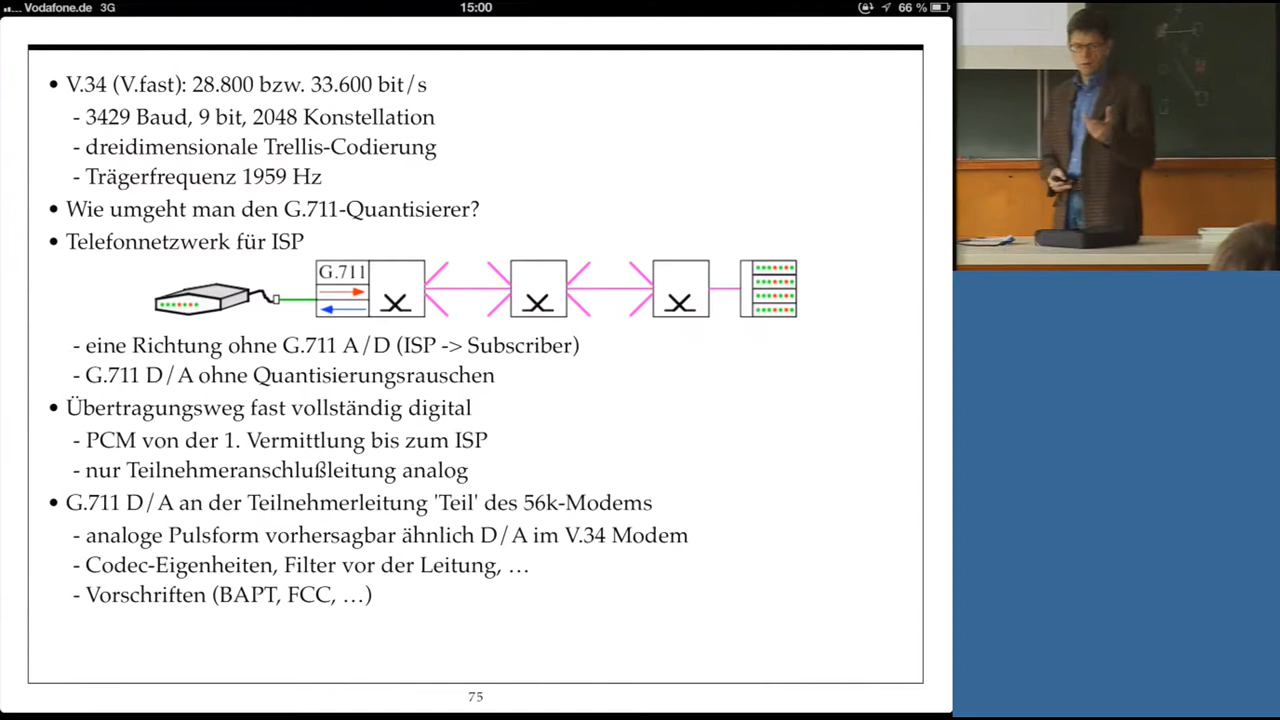 Vodafone.de 3G 15:00 66 %
• V.34 (V.fast): 28.800 bzw. 33.600 bit/s
- 3429 Baud, 9 bit, 2048 Konstellation
- dreidimensionale Trellis-Codierung
- Trägerfrequenz 1959 Hz
• Wie umgeht man den G.711-Quantisierer?
• Telefonnetzwerk für ISP
G.711
- eine Richtung ohne G.711 A/D (ISP -> Subscriber)
- G.711 D/A ohne Quantisierungsrauschen
• Übertragungsweg fast vollständig digital
- PCM von der 1. Vermittlung bis zum ISP
- nur Teilnehmeranschlußleitung analog
• G.711 D/A an der Teilnehmerleitung 'Teil' des 56k-Modems
- analoge Pulsform vorhersagbar ähnlich D/A im V.34 Modem
- Codec-Eigenheiten, Filter vor der Leitung, …
- Vorschriften (BAPT, FCC, …)
75